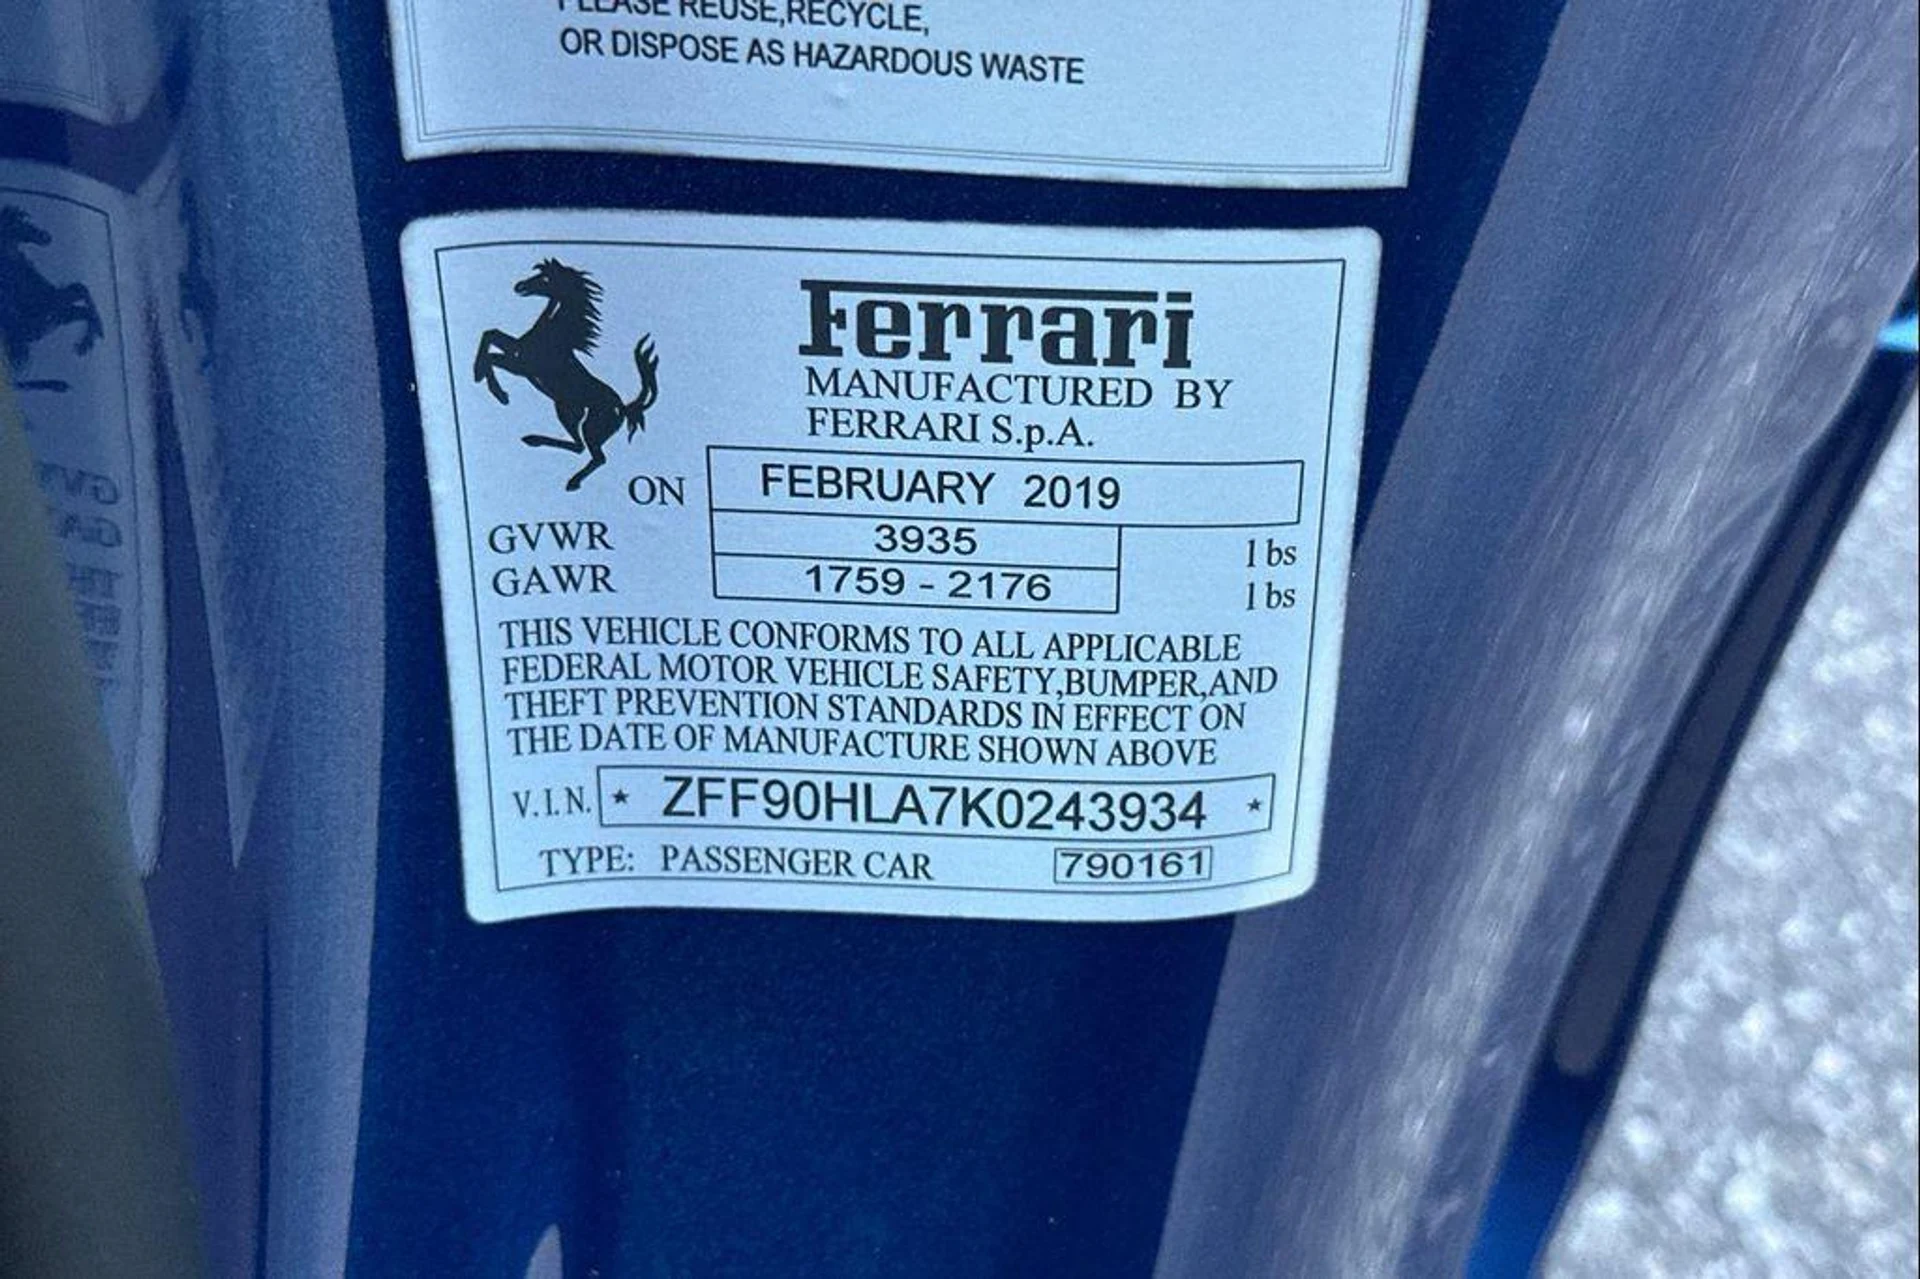 PLEASE REUSE,RECYCLE,
OR DISPOSE AS HAZARDOUS WASTE
Ferrari
MANUFACTURED BY
FERRARI S.p.A.
ON FEBRUARY 2019
GVWR 3935 lbs
GAWR 1759 - 2176 lbs
THIS VEHICLE CONFORMS TO ALL APPLICABLE
FEDERAL MOTOR VEHICLE SAFETY,BUMPER,AND
THEFT PREVENTION STANDARDS IN EFFECT ON
THE DATE OF MANUFACTURE SHOWN ABOVE
V.I.N. * ZFF90HLA7K0243934 *
TYPE: PASSENGER CAR 790161